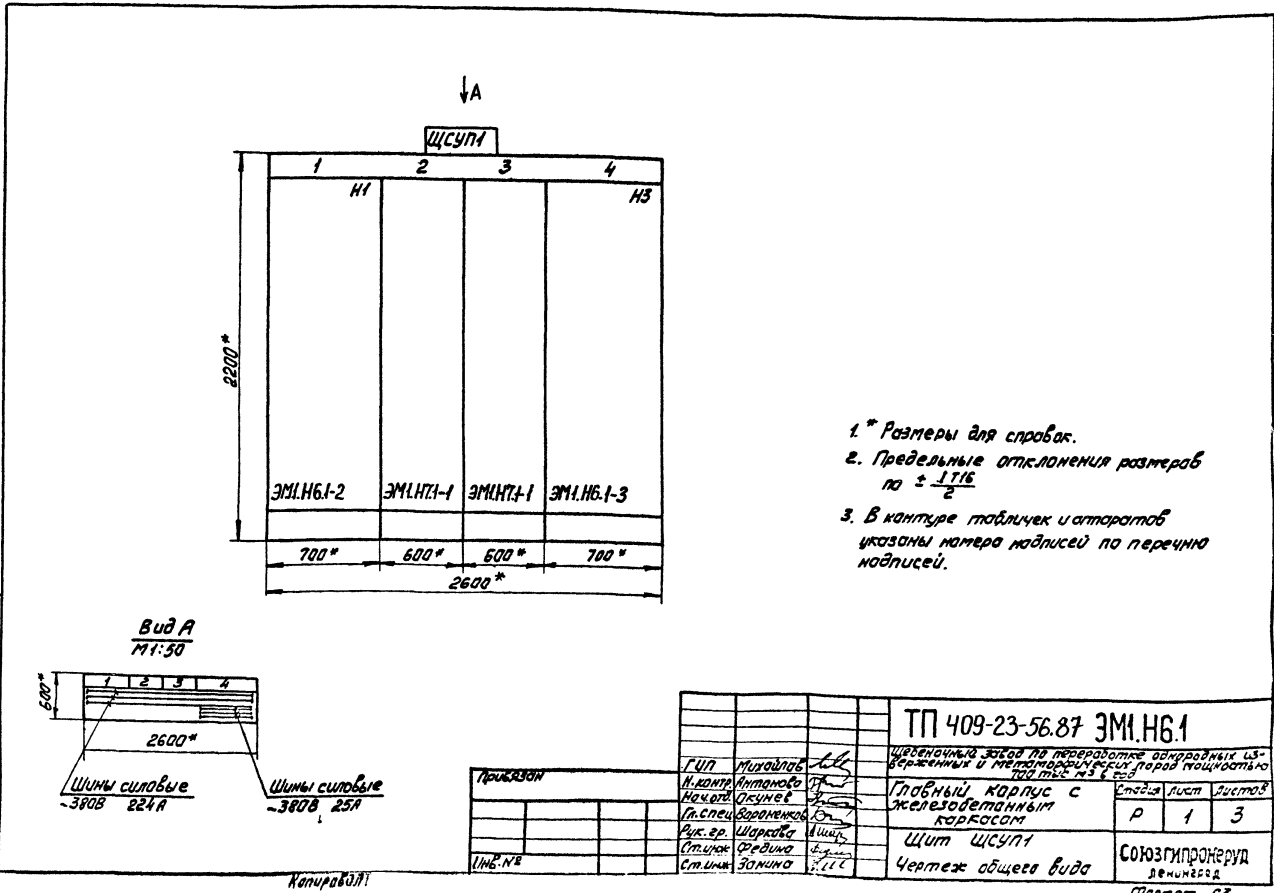 А
ЩСУП1
1 2 3 4
Н1 Н3
2200*
ЭМ1.Н6.1-2 ЭМ1.Н7.1-1 ЭМ1.Н7.1-1 ЭМ1.Н6.1-3
700* 600* 600* 700*
2600*
1. * Размеры для справок.
2. Предельные отклонения размеров
по ± IT16/2
3. В контуре табличек и аппаратов
указаны номера надписей по перечню
надписей.
Вид А
М1:50
600*
1 2 3 4
2600*
Шины силовые
~380В 224А
Шины силовые
~380В 25А
Привязан
Инв.№
ТП 409-23-56.87 ЭМ1.Н6.1
Щебеночный завод по переработке однородных из-
верженных и метаморфических пород мощностью
700 тыс м3 в год
ГИП Михайлов
Н.контр. Антонова
Нач.отд. Окунев
Гл.спец Вороненков
Рук.гр. Шаркова
Ст.инж Федина
Ст.инж Занина
Главный корпус с
железобетонным
каркасом
Стадия Лист Листов
Р 1 3
Щит ЩСУП1
Чертеж общего вида
Союзгипронеруд
Ленинград
Копировал
Формат А3